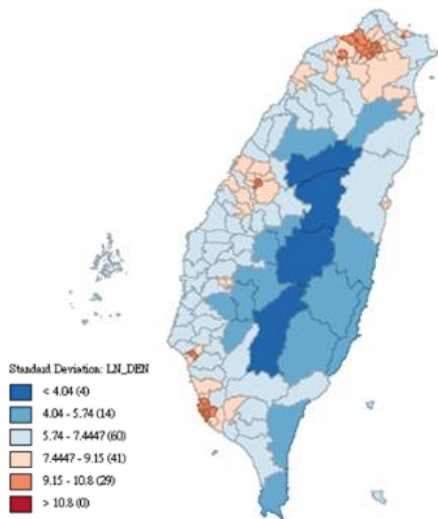 Standard Deviation: LN_DEN
< 4.04 (4)
4.04 - 5.74 (14)
5.74 - 7.4447 (60)
7.4447 - 9.15 (41)
9.15 - 10.8 (29)
> 10.8 (0)